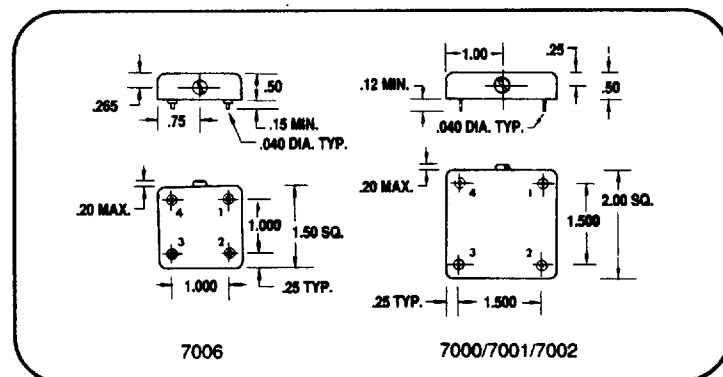 .265
.75
.50
.15 MIN.
.040 DIA. TYP.
.20 MAX.
4
1
3
2
1.000
1.50 SQ.
.25 TYP.
1.000
7006
1.00
.25
.12 MIN.
.50
.040 DIA. TYP.
.20 MAX.
4
1
3
2
1.500
2.00 SQ.
.25 TYP.
1.500
7000/7001/7002